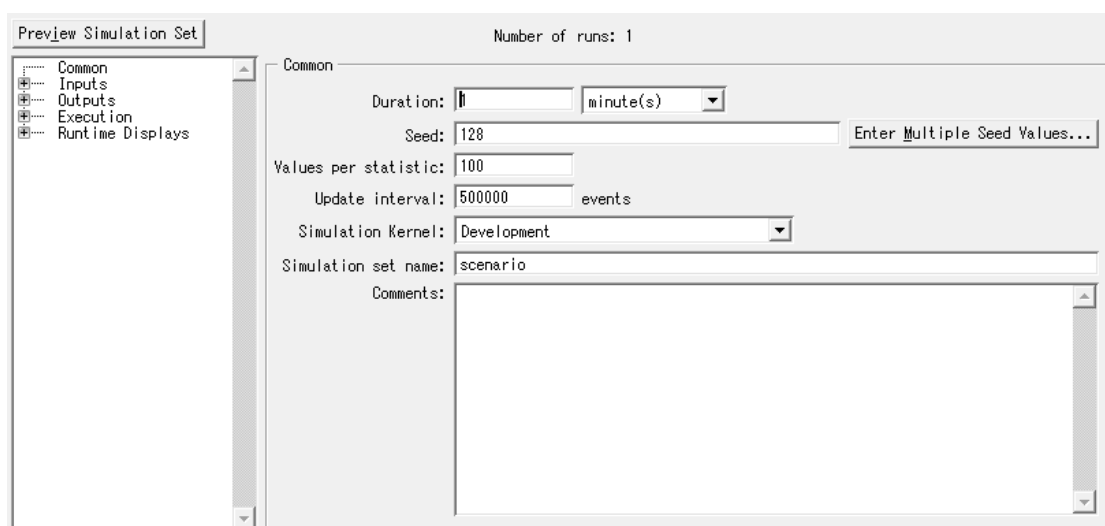 Preview Simulation Set
Number of runs: 1
Common
Inputs
Outputs
Execution
Runtime Displays
Common
Duration: 1 minute(s)
Seed: 128 Enter Multiple Seed Values...
Values per statistic: 100
Update interval: 500000 events
Simulation Kernel: Development
Simulation set name: scenario
Comments: